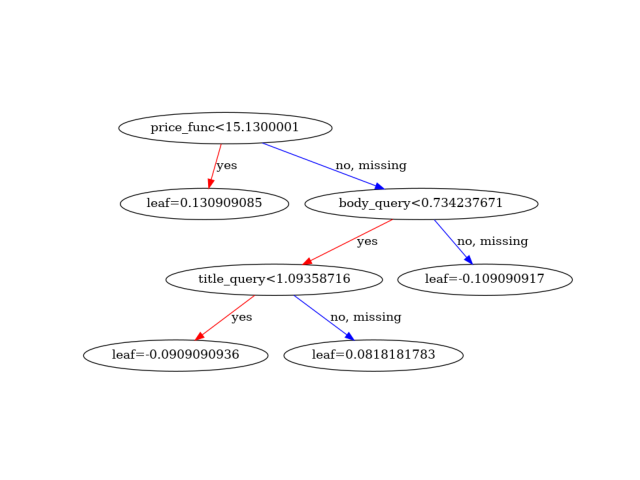 price_func<15.1300001
yes
no, missing
leaf=0.130909085
body_query<0.734237671
yes
no, missing
title_query<1.09358716
leaf=-0.109090917
yes
no, missing
leaf=-0.0909090936
leaf=0.0818181783